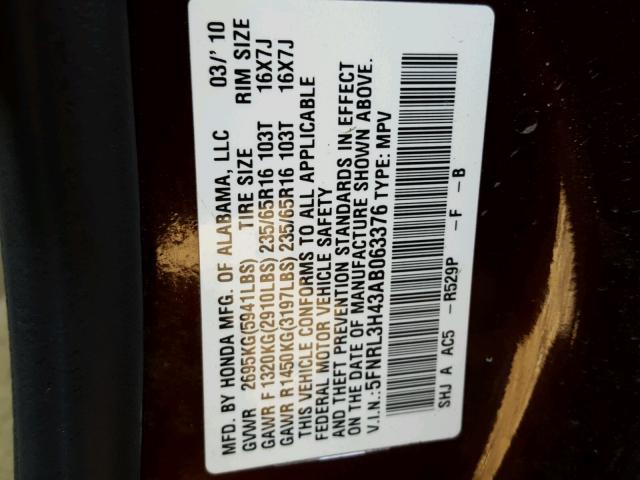 MFD. BY HONDA MFG. OF ALABAMA, LLC 03/' 10
GVWR 2695KG(5941LBS) TIRE SIZE RIM SIZE
GAWR F1320KG(2910LBS) 235/65R16 103T 16X7J
GAWR R1450KG(3197LBS) 235/65R16 103T 16X7J
THIS VEHICLE CONFORMS TO ALL APPLICABLE
FEDERAL MOTOR VEHICLE SAFETY
AND THEFT PREVENTION STANDARDS IN EFFECT
ON THE DATE OF MANUFACTURE SHOWN ABOVE.
V.I.N.:5FNRL3H43AB063376 TYPE: MPV
SHJ A AC5 -R529P -F -B